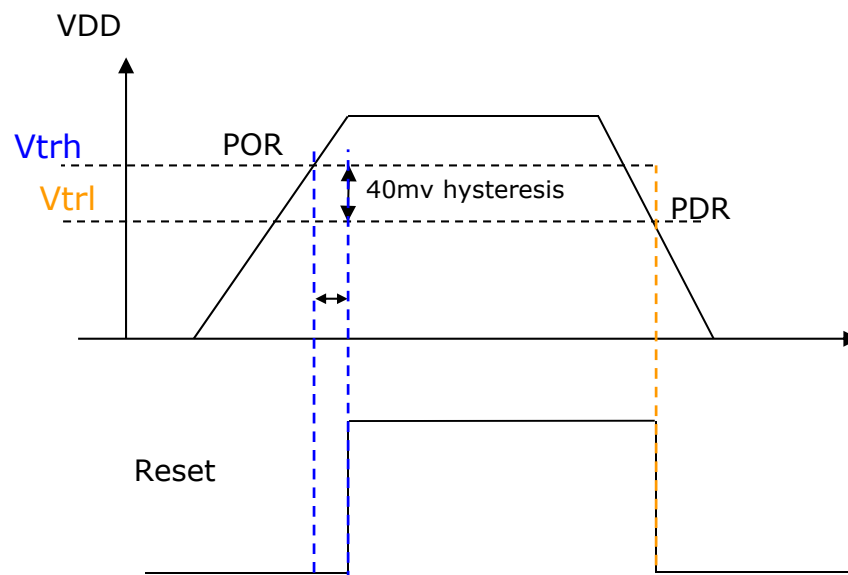 VDD
Vtrh
POR
40mv hysteresis
Vtrl
PDR
Reset